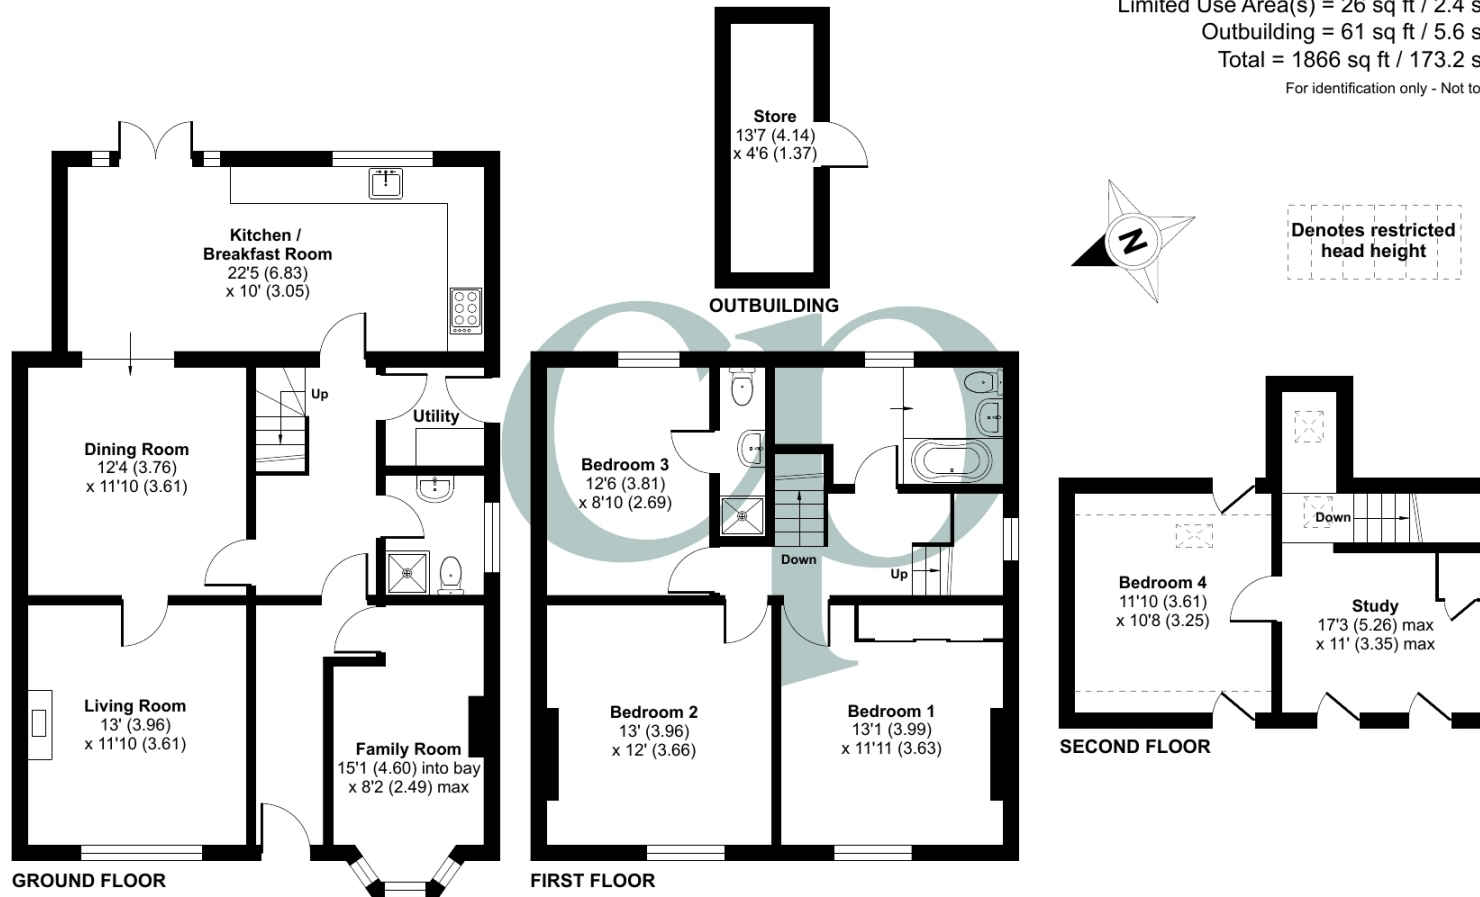 Limited Use Area(s) = 26 sq ft / 2.4 s
Outbuilding = 61 sq ft / 5.6 s
Total = 1866 sq ft / 173.2 s
For identification only - Not to
Store
13'7 (4.14)
x 4'6 (1.37)
OUTBUILDING
N
Denotes restricted
head height
Kitchen /
Breakfast Room
22'5 (6.83)
x 10' (3.05)
Up
Utility
Dining Room
12'4 (3.76)
x 11'10 (3.61)
Living Room
13' (3.96)
x 11'10 (3.61)
Family Room
15'1 (4.60) into bay
x 8'2 (2.49) max
GROUND FLOOR
cp
Bedroom 3
12'6 (3.81)
x 8'10 (2.69)
Down
Up
Bedroom 2
13' (3.96)
x 12' (3.66)
Bedroom 1
13'1 (3.99)
x 11'11 (3.63)
FIRST FLOOR
Down
Bedroom 4
11'10 (3.61)
x 10'8 (3.25)
Study
17'3 (5.26) max
x 11' (3.35) max
SECOND FLOOR